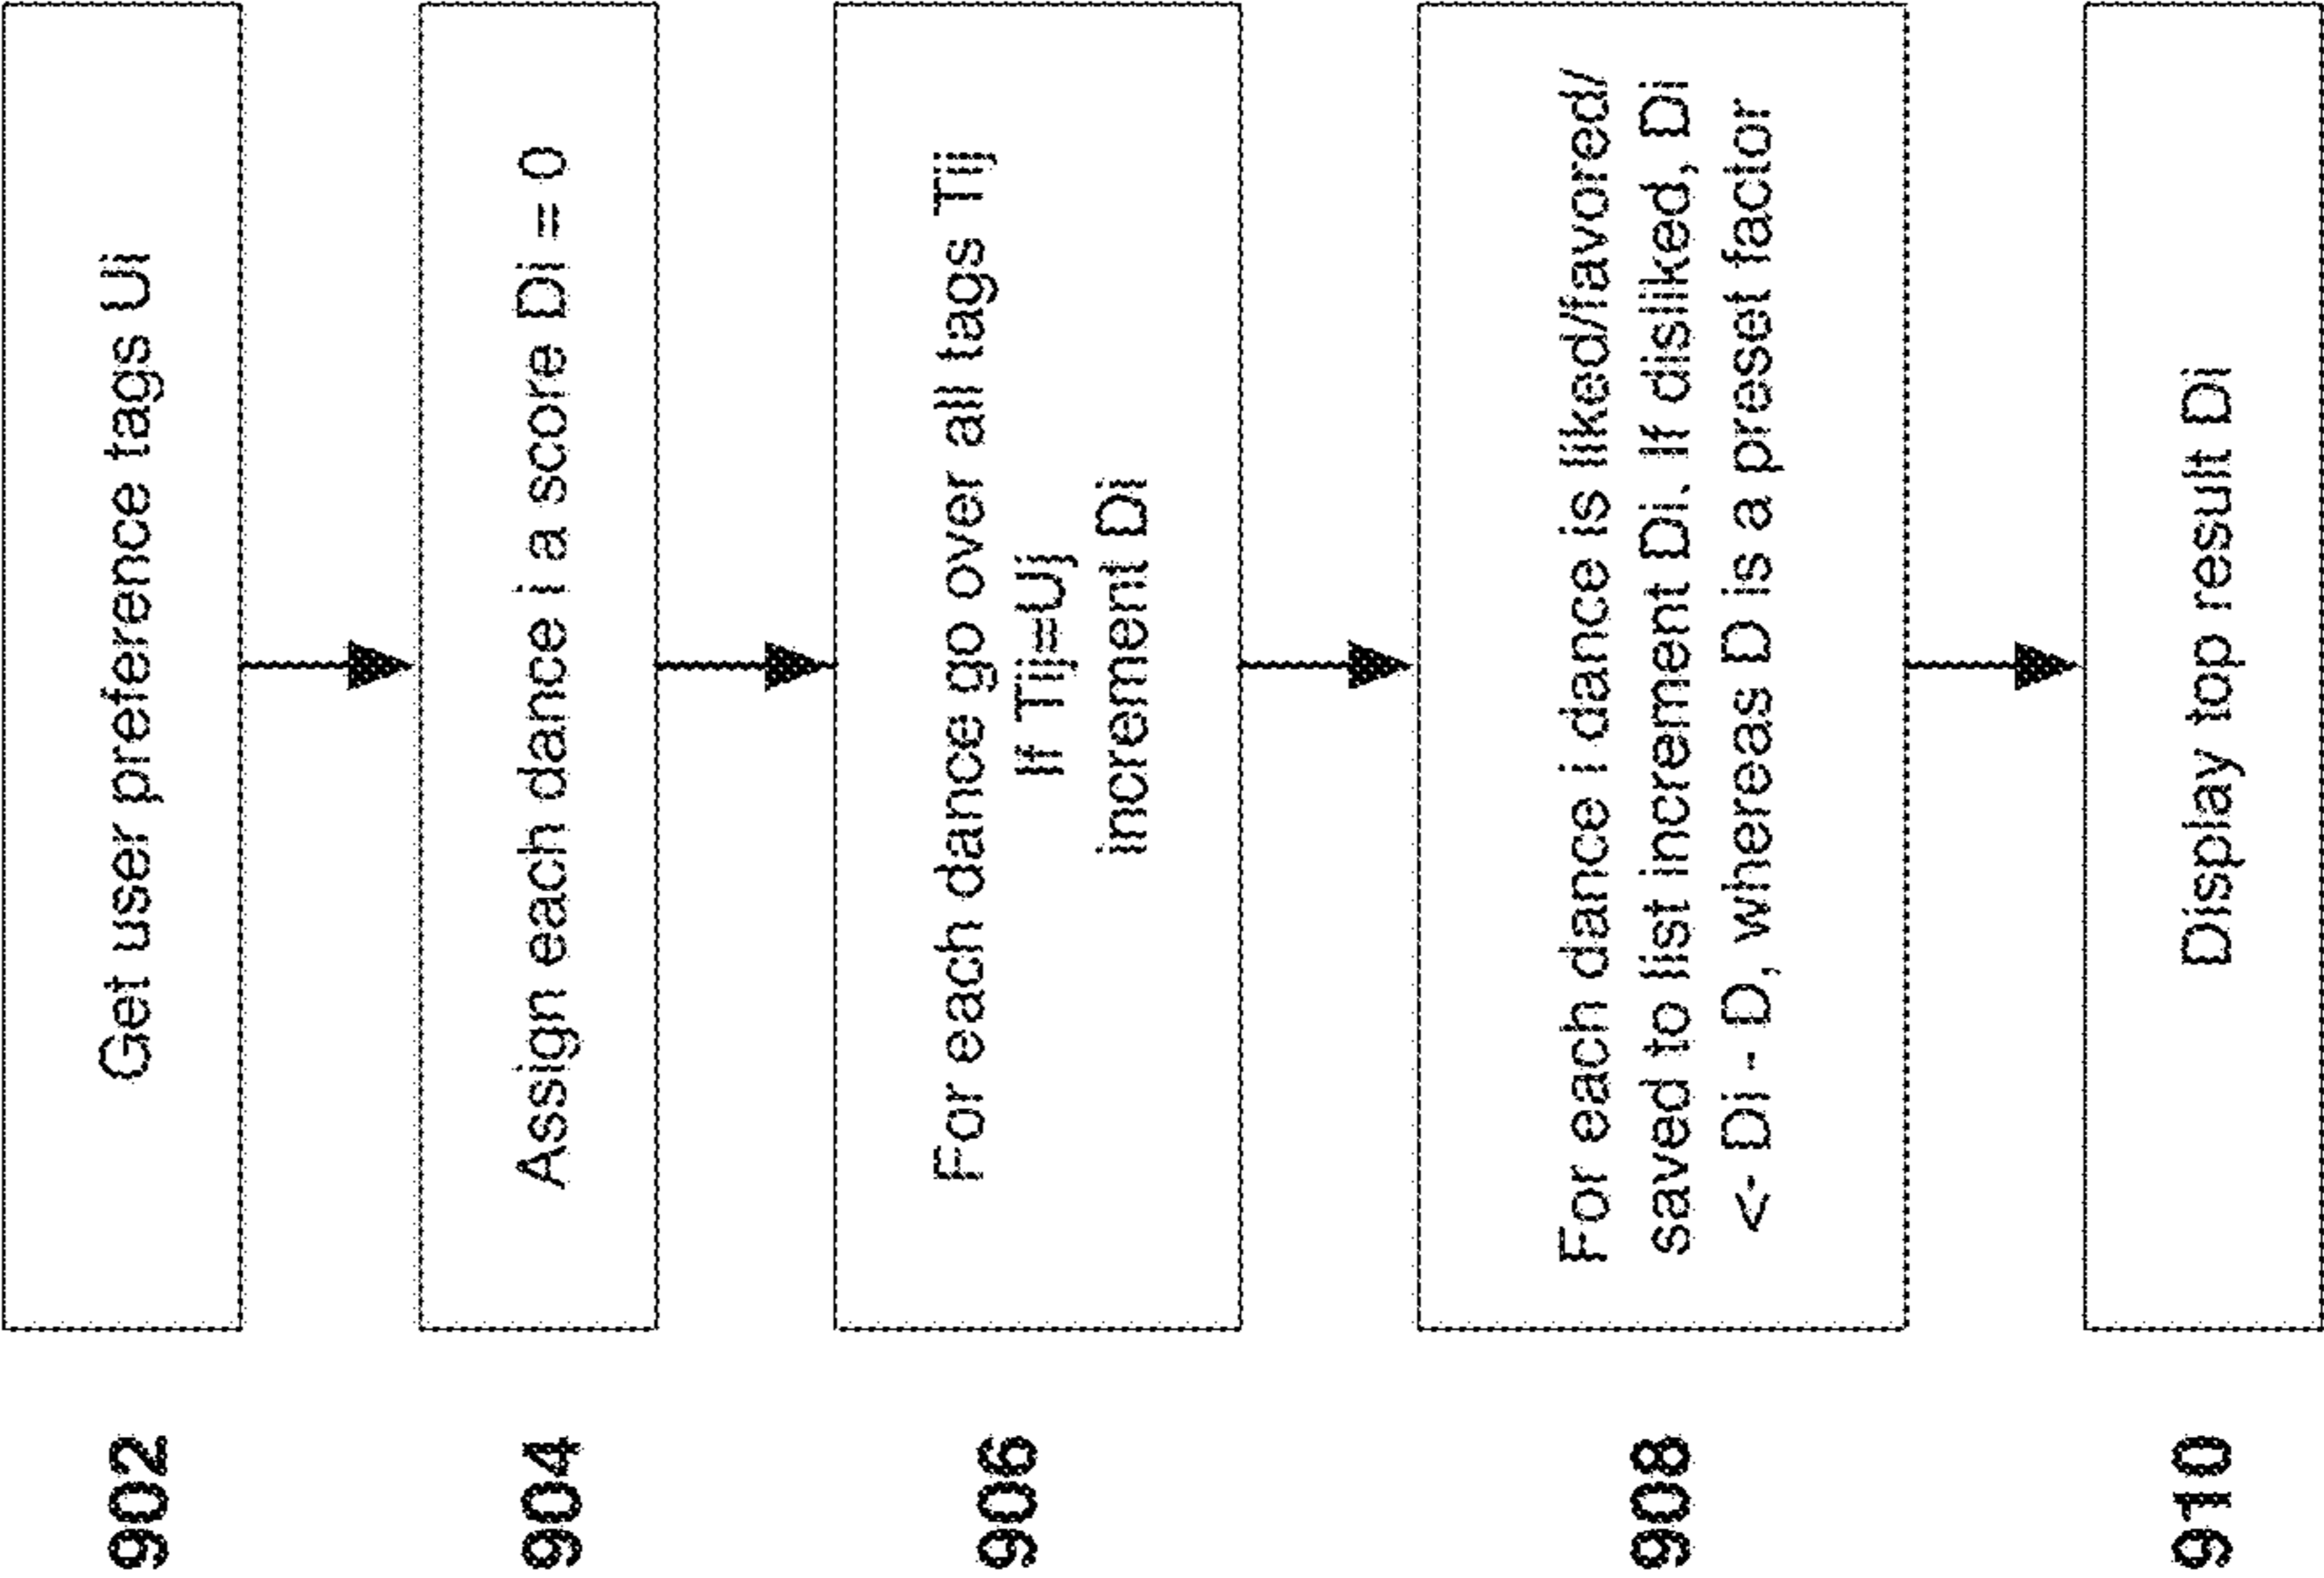 902
Get user preference tags Ui
904
Assign each dance i a score Di = 0
906
For each dance go over all tags Tij
If Tij=Uj
increment Di
908
For each dance i dance is liked/favored/
saved to list increment Di. If disliked, Di
<- Di - D, whereas D is a preset factor
910
Display top result Di